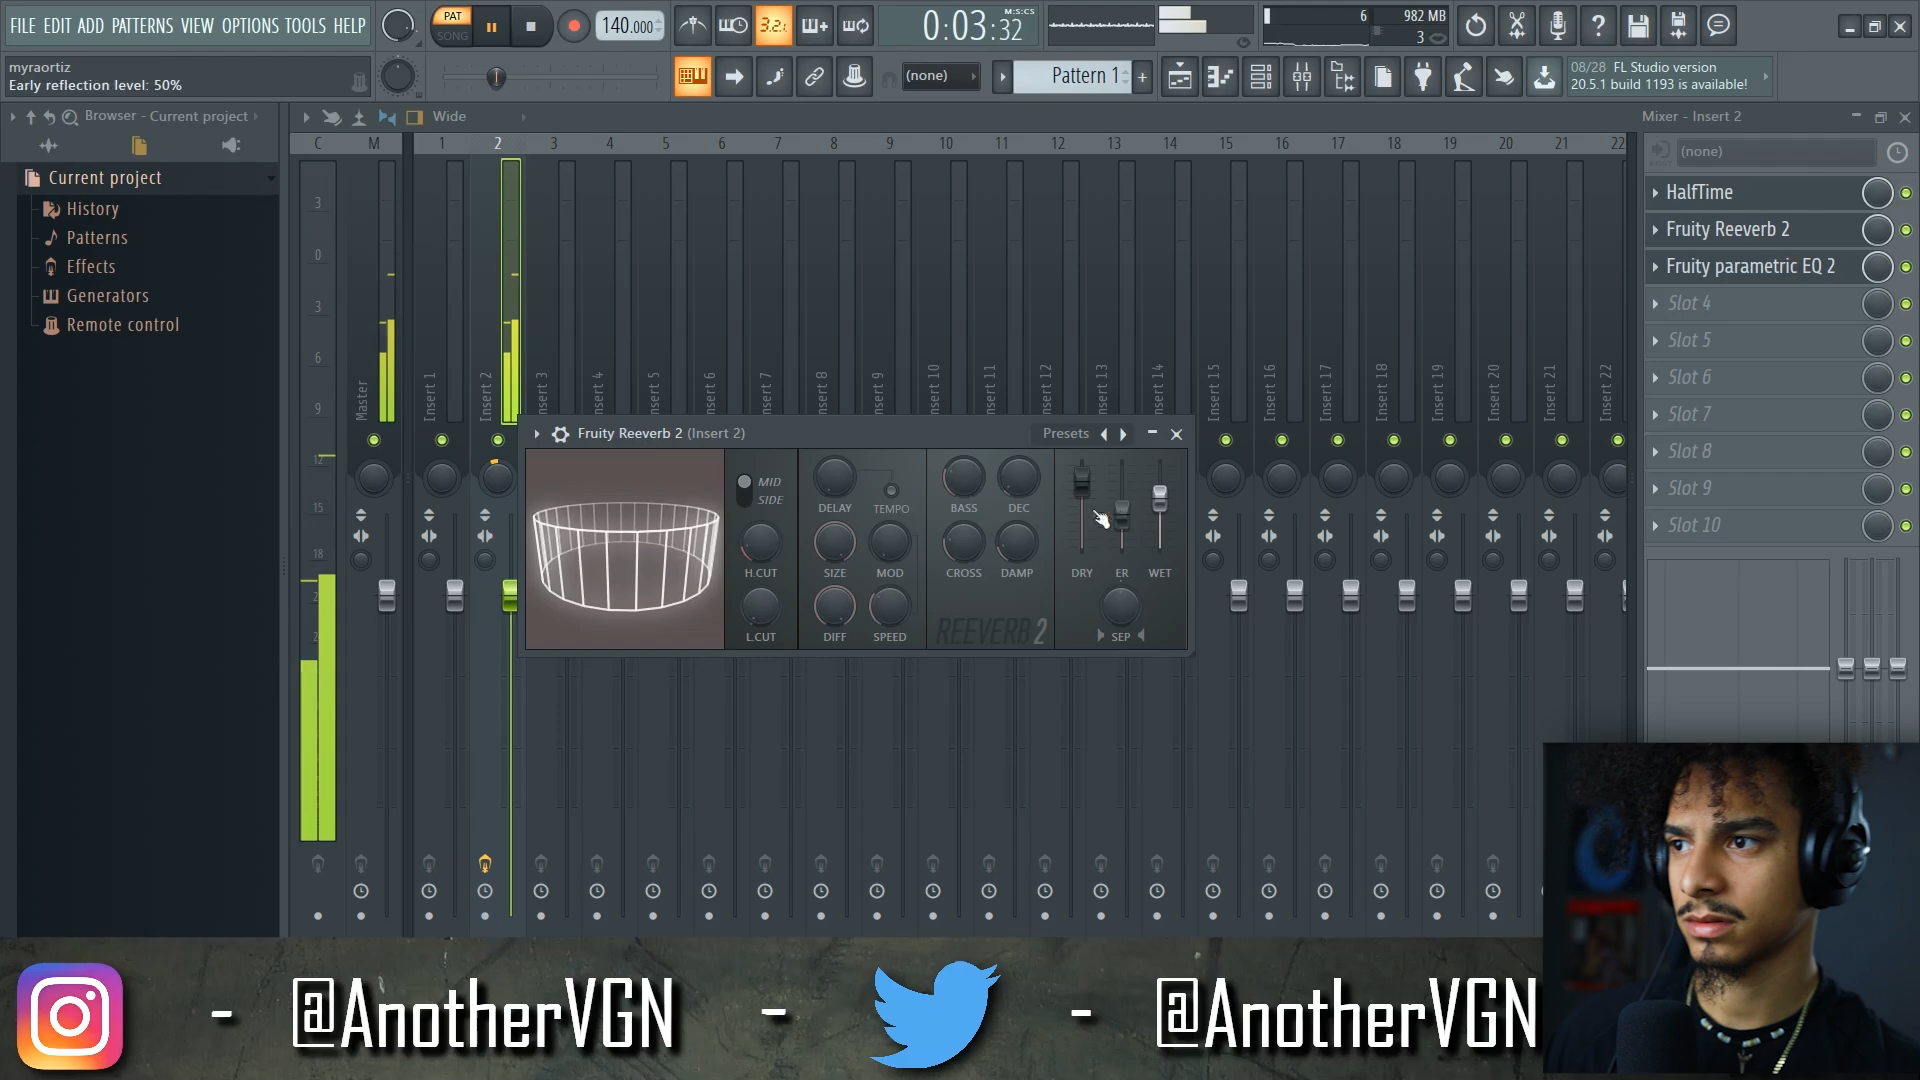 FILE EDIT ADD PATTERNS VIEW OPTIONS TOOLS HELP
PAT
SONG
140.000
3.2.
0:03:32
M:S:CS
6
982 MB
3
myraortiz
Early reflection level: 50%
(none)
Pattern 1
+
08/28 FL Studio version
20.5.1 build 1193 is available!
Browser - Current project
Wide
Mixer - Insert 2
Current project
History
Patterns
Effects
Generators
Remote control
C M 1 2 3 4 5 6 7 8 9 10 11 12 13 14 15 16 17 18 19 20 21 22
3
0
3
6
9
12
15
18
Master
Insert 1
Insert 2
Insert 3
Insert 4
Insert 5
Insert 6
Insert 7
Insert 8
Insert 9
Insert 10
Insert 11
Insert 12
Insert 13
Insert 14
Insert 15
Insert 16
Insert 17
Insert 18
Insert 19
Insert 20
Insert 21
Insert 22
(none)
HalfTime
Fruity Reeverb 2
Fruity parametric EQ 2
Slot 4
Slot 5
Slot 6
Slot 7
Slot 8
Slot 9
Slot 10
Fruity Reeverb 2 (Insert 2)
Presets
MID
SIDE
DELAY
TEMPO
BASS
DEC
H.CUT
SIZE
MOD
CROSS
DAMP
DRY
ER
WET
L.CUT
DIFF
SPEED
REEVERB 2
SEP
- @AnotherVGN - - @AnotherVGN